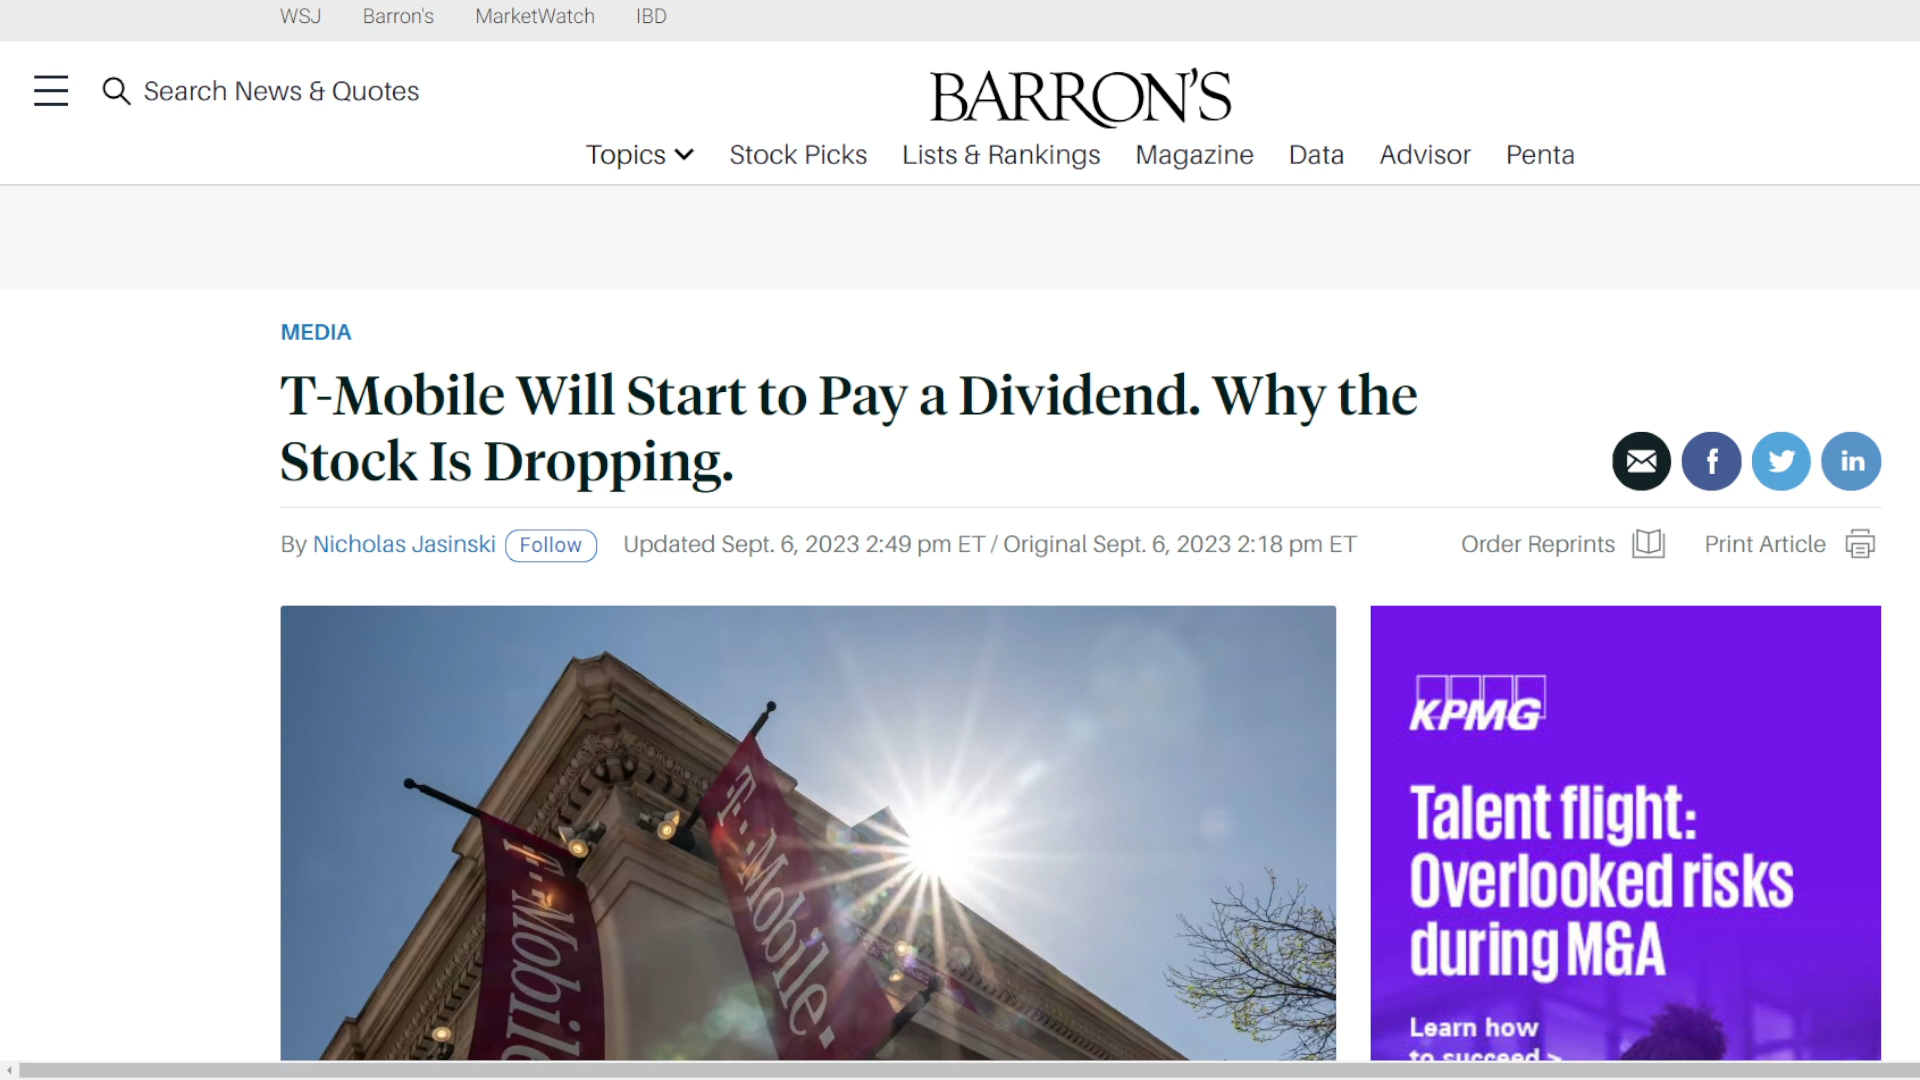 WSJ Barron's MarketWatch IBD
Search News & Quotes
BARRON'S
Topics Stock Picks Lists & Rankings Magazine Data Advisor Penta
MEDIA
T-Mobile Will Start to Pay a Dividend. Why the
Stock Is Dropping.
f in
By Nicholas Jasinski Follow Updated Sept. 6, 2023 2:49 pm ET / Original Sept. 6, 2023 2:18 pm ET Order Reprints Print Article
T-Mobile
T-Mobile
KPMG
Talent flight:
Overlooked risks
during M&A
Learn how
to succeed >